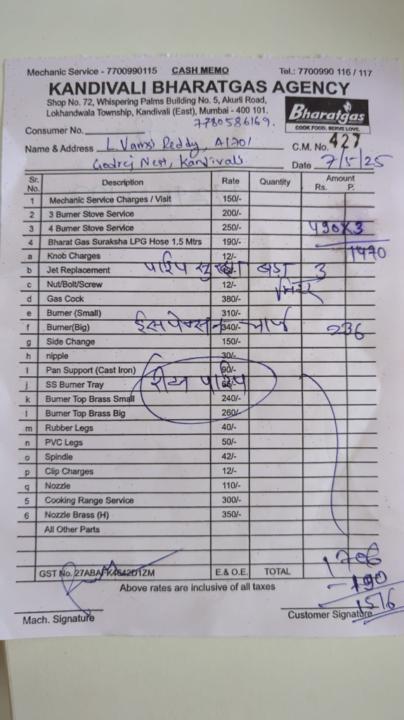 Mechanic Service - 7700990115 CASH MEMO Tel.: 7700990 116 / 117
KANDIVALI BHARATGAS AGENCY
Shop No. 72, Whispering Palms Building No. 5, Akurli Road,
Lokhandwala Township, Kandivali (East), Mumbai - 400 101.
Bharatgas
COOK FOOD. SERVE LOVE.
Consumer No. 7780586169.
Name & Address L. Vamsi Reddy, A1701 C.M. No. 427
Godrej Nest, Kandivali Date 7/5/25
Sr. No. Description Rate Quantity Amount Rs. P.
1 Mechanic Service Charges / Visit 150/-
2 3 Burner Stove Service 200/-
3 4 Burner Stove Service 250/- 490X3
4 Bharat Gas Suraksha LPG Hose 1.5 Mtrs 190/- 1470
a Knob Charges 12/-
b Jet Replacement पाईप बडा 3
c Nut/Bolt/Screw 12/-
d Gas Cock 380/-
e Burner (Small) 310/-
f Burner(Big) ईसपेक्सन 340/- चार्ज 236
g Side Change 150/-
h nipple 30/-
I Pan Support (Cast Iron)
J SS Burner Tray पाईप
k Burner Top Brass Small 240/-
l Burner Top Brass Big 260/-
m Rubber Legs 40/-
n PVC Legs 50/-
o Spindle 42/-
p Clip Charges 12/-
q Nozzle 110/-
5 Cooking Range Service 300/-
6 Nozzle Brass (H) 350/-
All Other Parts
1706
GST No. E.& O.E. TOTAL - 190
Above rates are inclusive of all taxes 1516
Mach. Signature Customer Signature